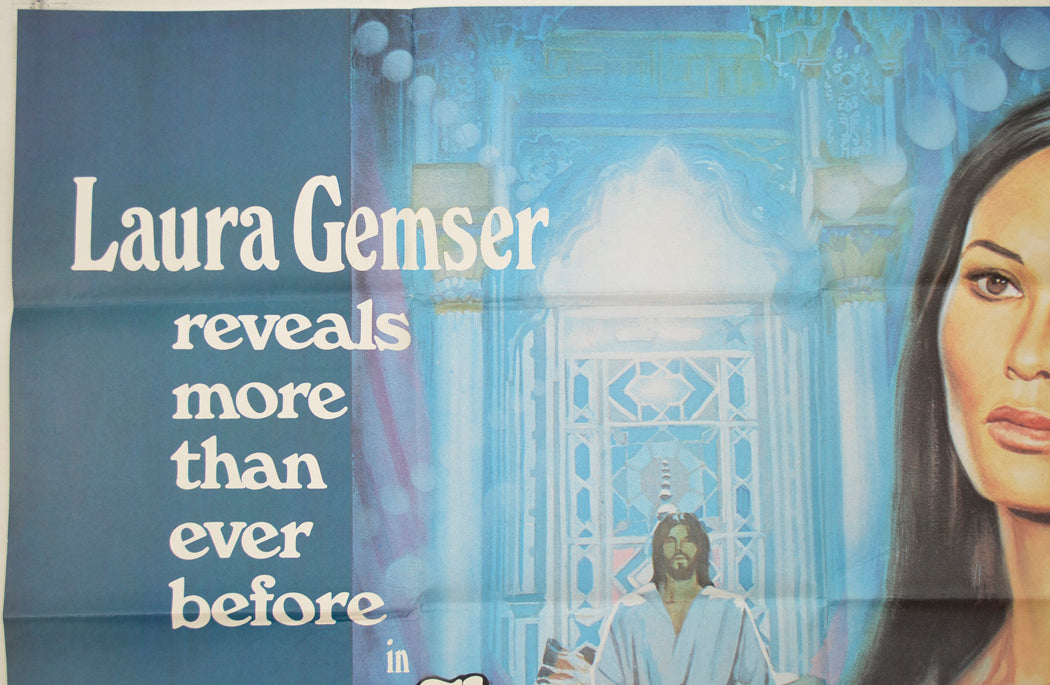 Laura Gemser
reveals
more
than
ever
before
in